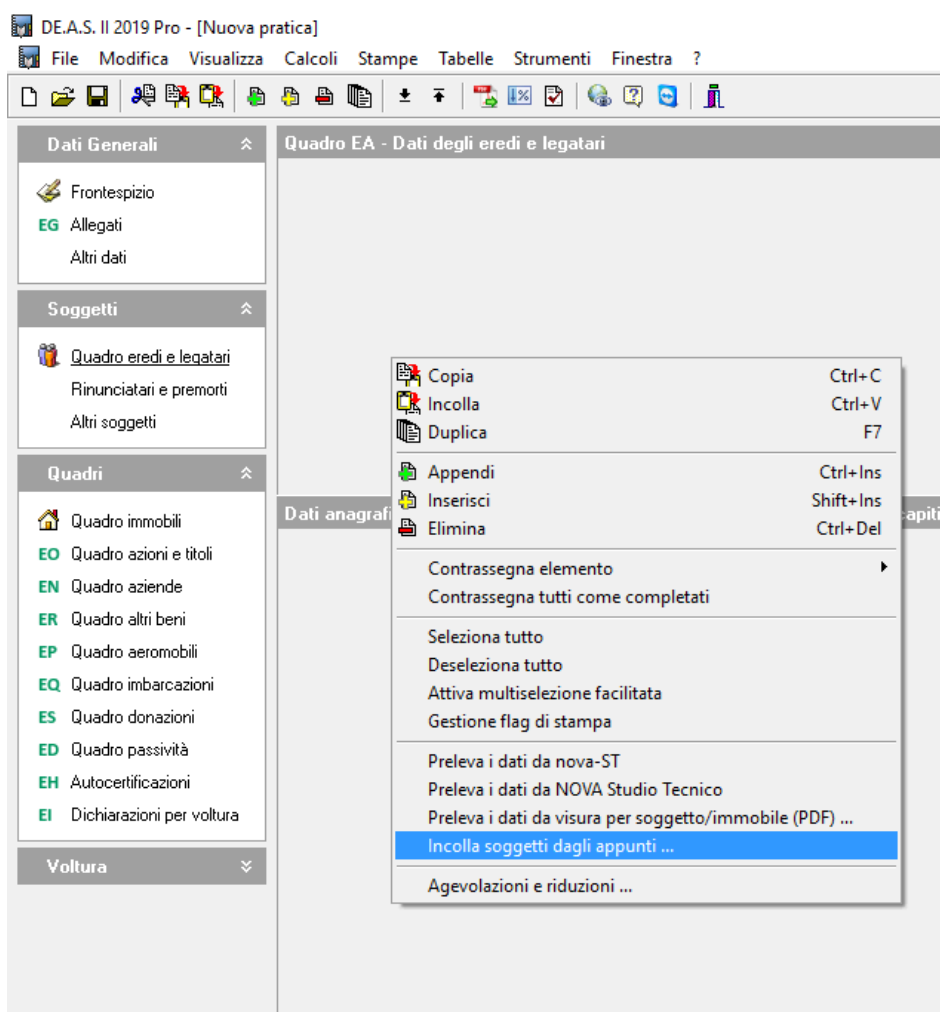 DE.A.S. II 2019 Pro - [Nuova pratica]
File Modifica Visualizza Calcoli Stampe Tabelle Strumenti Finestra ?
Dati Generali
Frontespizio
EG Allegati
Altri dati
Soggetti
Quadro eredi e legatari
Rinunciatari e premorti
Altri soggetti
Quadri
Quadro immobili
EO Quadro azioni e titoli
EN Quadro aziende
ER Quadro altri beni
EP Quadro aeromobili
EQ Quadro imbarcazioni
ES Quadro donazioni
ED Quadro passività
EH Autocertificazioni
EI Dichiarazioni per voltura
Voltura
Quadro EA - Dati degli eredi e legatari
Dati anagrafi
capiti
Copia Ctrl+C
Incolla Ctrl+V
Duplica F7
Appendi Ctrl+Ins
Inserisci Shift+Ins
Elimina Ctrl+Del
Contrassegna elemento
Contrassegna tutti come completati
Seleziona tutto
Deseleziona tutto
Attiva multiselezione facilitata
Gestione flag di stampa
Preleva i dati da nova-ST
Preleva i dati da NOVA Studio Tecnico
Preleva i dati da visura per soggetto/immobile (PDF) ...
Incolla soggetti dagli appunti ...
Agevolazioni e riduzioni ...